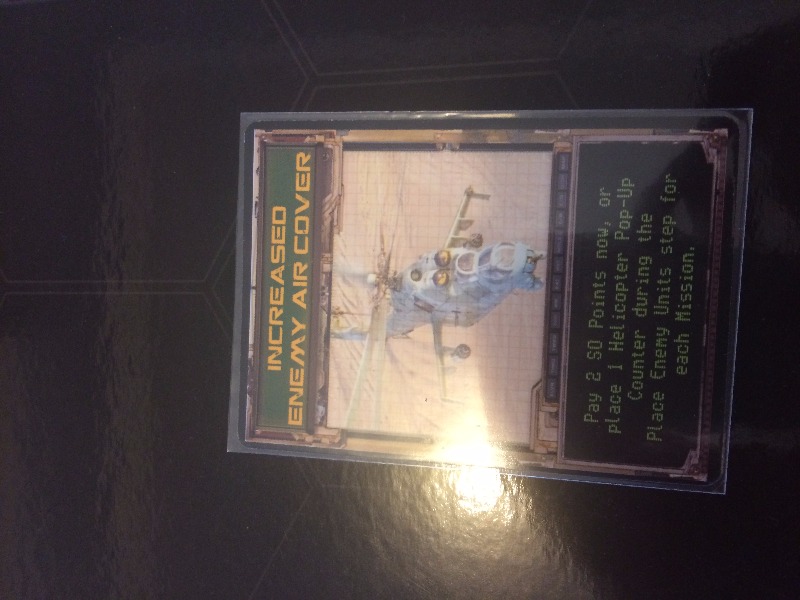 INCREASED
ENEMY AIR COVER
Pay 2 SO Points now, or
place 1 Helicopter Pop-Up
Counter during the
Place Enemy Units step for
each Mission.